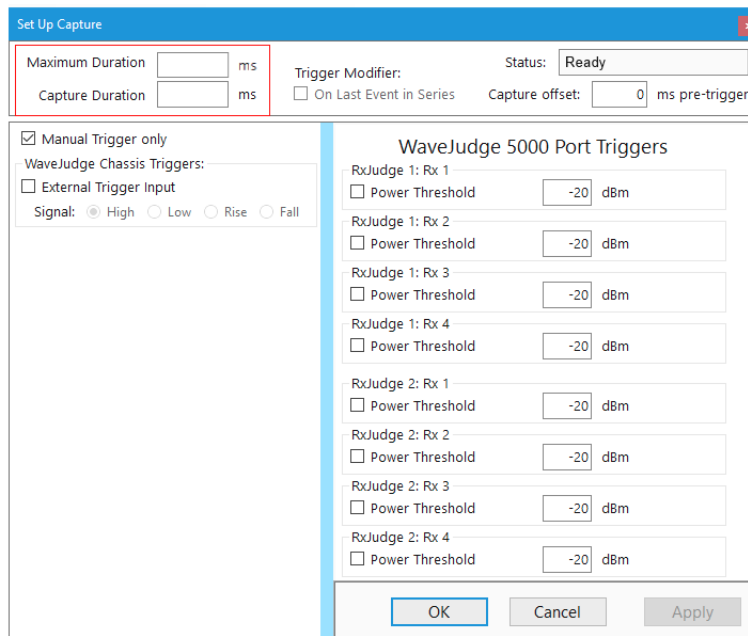 Set Up Capture
Maximum Duration ms
Capture Duration ms
Trigger Modifier:
On Last Event in Series
Status: Ready
Capture offset: 0 ms pre-trigger
Manual Trigger only
WaveJudge Chassis Triggers:
External Trigger Input
Signal: High Low Rise Fall
WaveJudge 5000 Port Triggers
RxJudge 1: Rx 1
Power Threshold -20 dBm
RxJudge 1: Rx 2
Power Threshold -20 dBm
RxJudge 1: Rx 3
Power Threshold -20 dBm
RxJudge 1: Rx 4
Power Threshold -20 dBm
RxJudge 2: Rx 1
Power Threshold -20 dBm
RxJudge 2: Rx 2
Power Threshold -20 dBm
RxJudge 2: Rx 3
Power Threshold -20 dBm
RxJudge 2: Rx 4
Power Threshold -20 dBm
OK Cancel Apply